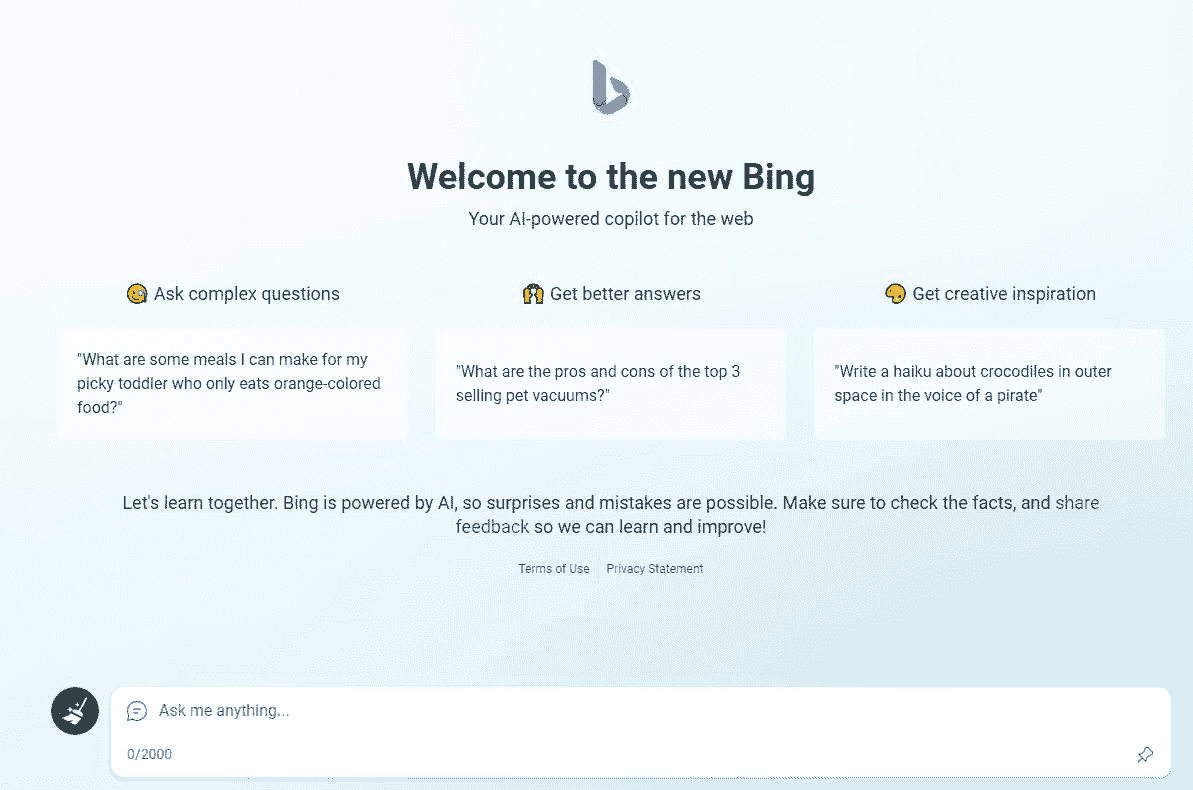 Welcome to the new Bing
Your AI-powered copilot for the web
Ask complex questions
Get better answers
Get creative inspiration
"What are some meals I can make for my
picky toddler who only eats orange-colored
food?"
"What are the pros and cons of the top 3
selling pet vacuums?"
"Write a haiku about crocodiles in outer
space in the voice of a pirate"
Let's learn together. Bing is powered by AI, so surprises and mistakes are possible. Make sure to check the facts, and share
feedback so we can learn and improve!
Terms of Use Privacy Statement
Ask me anything...
0/2000